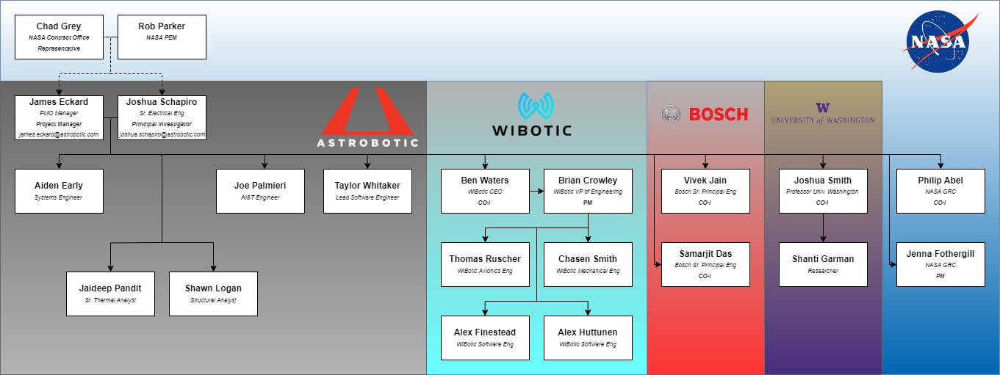 Chad Grey
NASA Contract Office
Representative
Rob Parker
NASA PEM
NASA
James Eckard
PMO Manager
Project Manager
james.eckard@astrobotic.com
Joshua Schapiro
Sr. Electrical Eng
Principal Investigator
joshua.schapiro@astrobotic.com
ASTROBOTIC
WIBOTIC
BOSCH
W
UNIVERSITY of WASHINGTON
Aiden Early
Systems Engineer
Joe Palmieri
AI&T Engineer
Taylor Whitaker
Lead Software Engineer
Ben Waters
WiBotic CEO
CO-I
Brian Crowley
WiBotic VP of Engineering
PM
Vivek Jain
Bosch Sr. Principal Eng
CO-I
Joshua Smith
Professor Univ. Washington
CO-I
Philip Abel
NASA GRC
CO-I
Thomas Ruscher
WiBotic Avionics Eng
Chasen Smith
WiBotic Mechanical Eng
Samarjit Das
Bosch Sr. Principal Eng
CO-I
Shanti Garman
Researcher
Jenna Fothergill
NASA GRC
PM
Jaideep Pandit
Sr. Thermal Analyst
Shawn Logan
Structural Analyst
Alex Finestead
WiBotic Software Eng
Alex Huttunen
WiBotic Software Eng